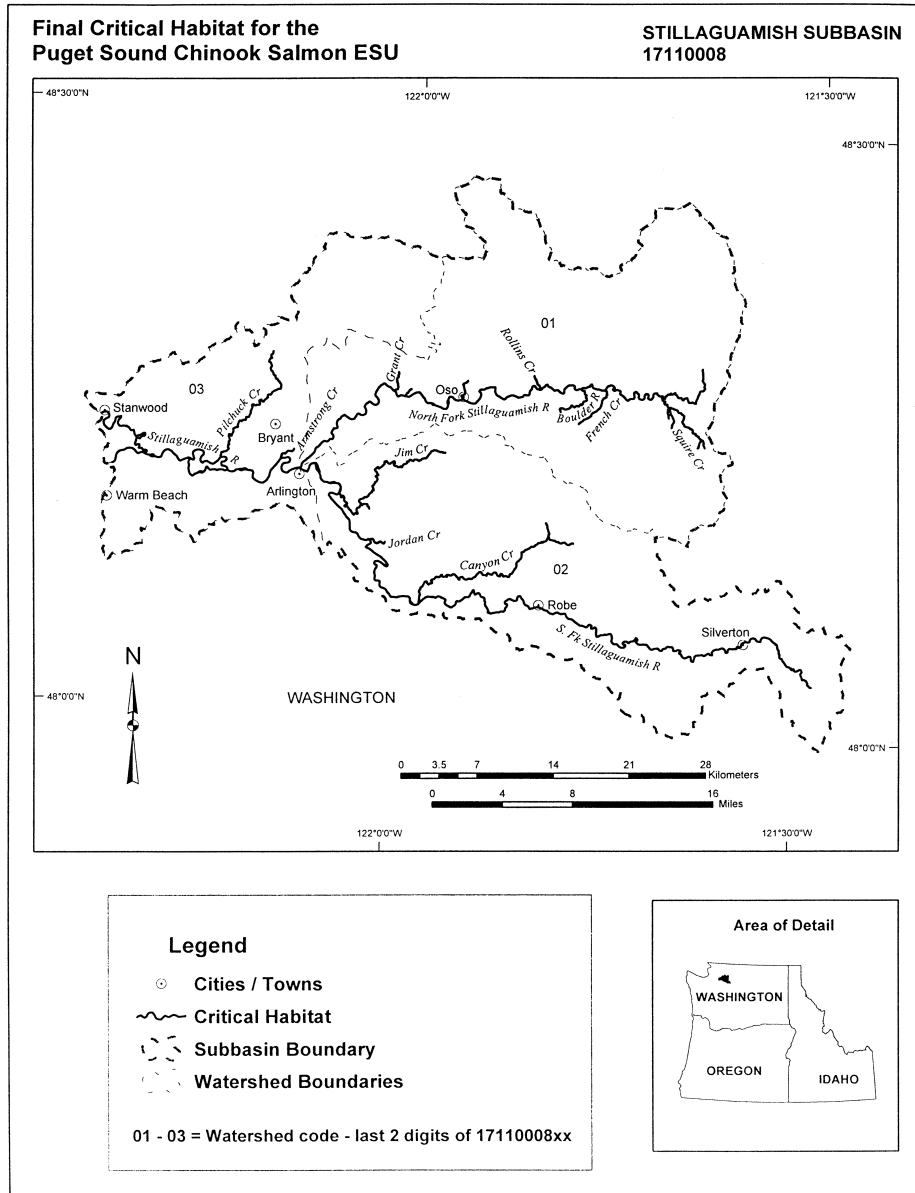 Final Critical Habitat for the
Puget Sound Chinook Salmon ESU
STILLAGUAMISH SUBBASIN
17110008
48°30'0"N
122°0'0"W
121°30'0"W
48°30'0"N
01
Rollins Cr
Grant Cr
03
Pilchuck Cr
Oso
Stanwood
Armstrong Cr
North Fork Stillaguamish R
Boulder R
French Cr
Bryant
Stillaguamish R
Squire Cr
Jim Cr
Arlington
Warm Beach
Jordan Cr
Canyon Cr
02
Robe
S. Fk Stillaguamish R
Silverton
N
48°0'0"N
WASHINGTON
48°0'0"N
0 3.5 7 14 21 28
Kilometers
0 4 8 16
Miles
122°0'0"W
121°30'0"W
Legend
Cities / Towns
Critical Habitat
Subbasin Boundary
Watershed Boundaries
01 - 03 = Watershed code - last 2 digits of 17110008xx
Area of Detail
WASHINGTON
OREGON
IDAHO